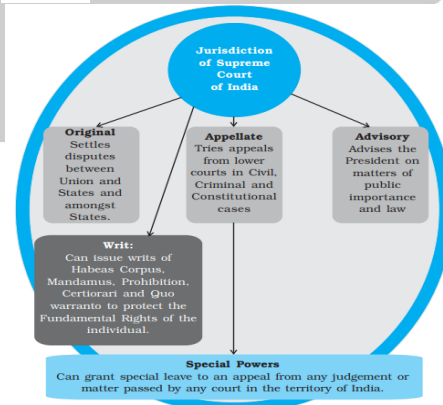 Jurisdiction
of Supreme
Court
of India
Original
Settles
disputes
between
Union and
States and
amongst
States.
Appellate
Tries appeals
from lower
courts in Civil,
Criminal and
Constitutional
cases
Advisory
Advises the
President on
matters of
public
importance
and law
Writ:
Can issue writs of
Habeas Corpus,
Mandamus, Prohibition,
Certiorari and Quo
warranto to protect the
Fundamental Rights of the
individual.
Special Powers
Can grant special leave to an appeal from any judgement or
matter passed by any court in the territory of India.